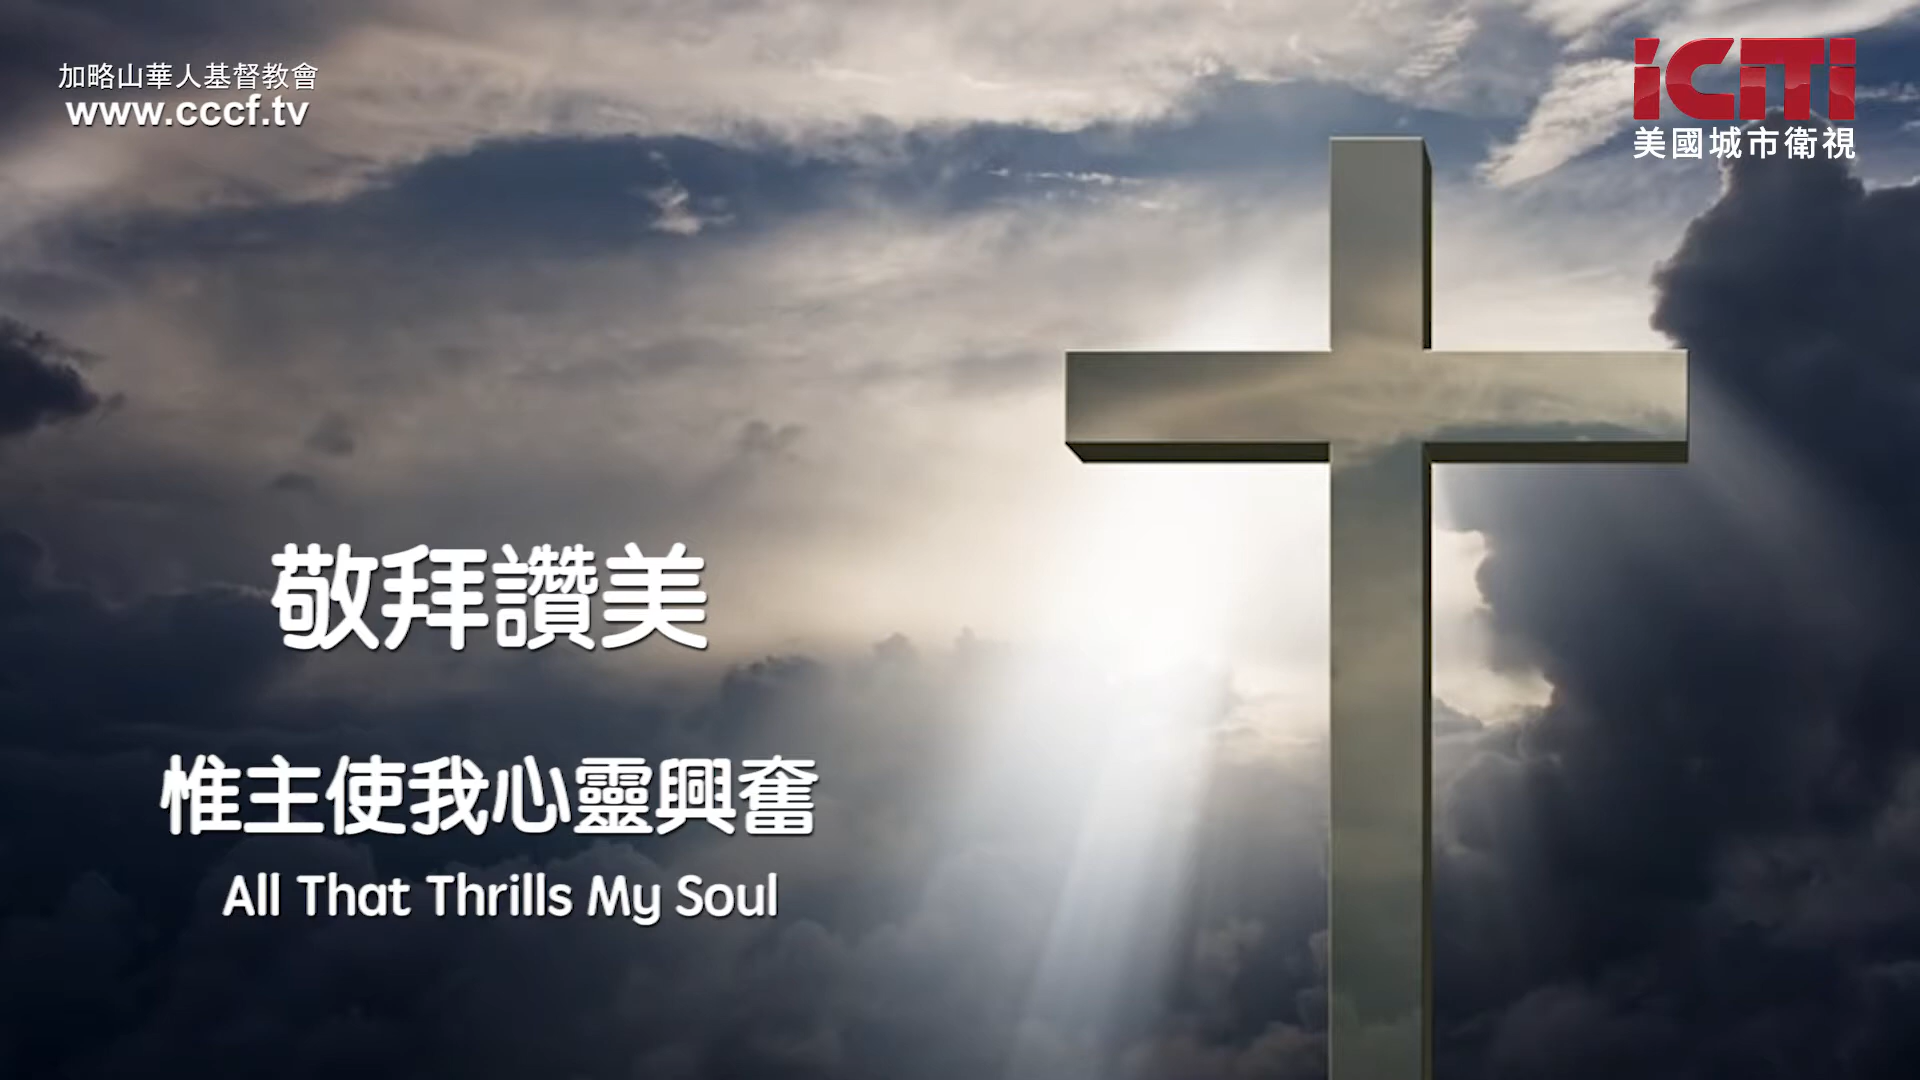 加略山華人基督教會
www.cccf.tv
iCiTi
美國城市衛視
敬拜讚美
惟主使我心靈興奮
All That Thrills My Soul